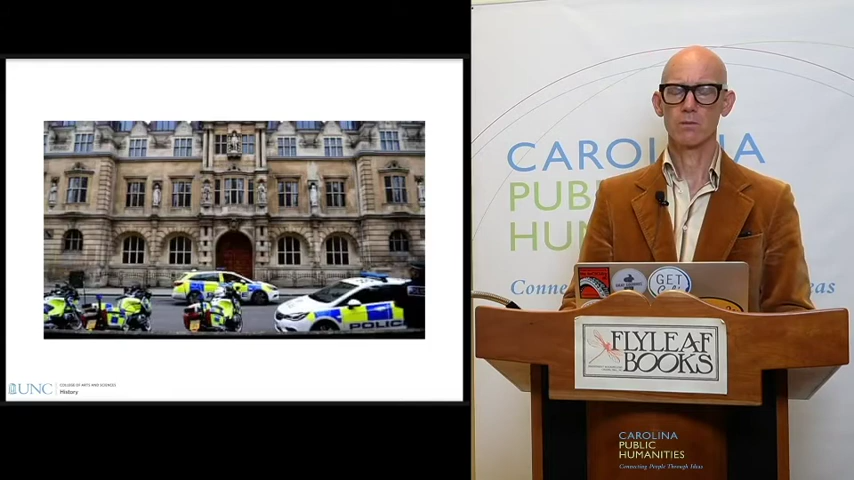 POLICE
UNC
COLLEGE OF ARTS AND SCIENCES
History
CAROLINA
PUBLIC
HUM
Conne
eas
GET
FLYLEAF
BOOKS
CAROLINA
PUBLIC
HUMANITIES
Connecting People Through Ideas